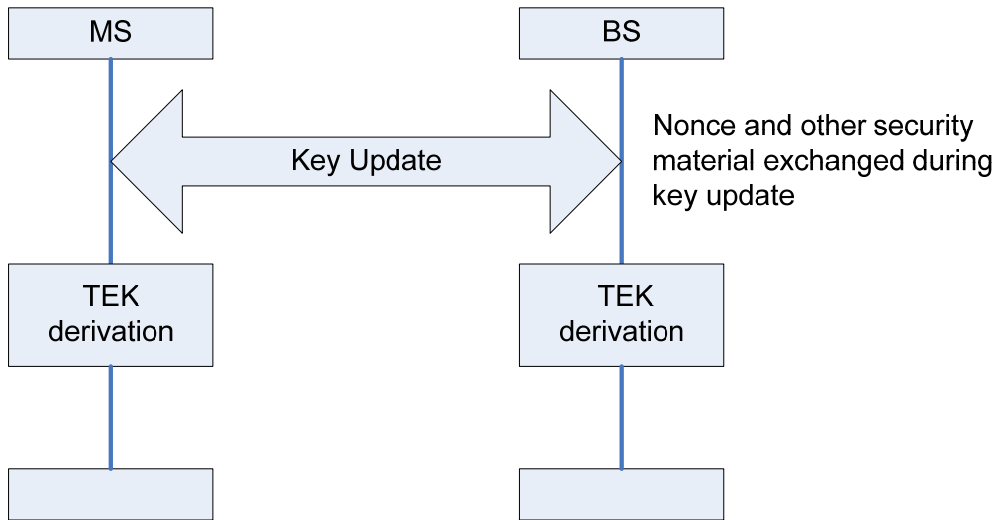 MS
BS
Key Update
Nonce and other security
material exchanged during
key update
TEK
derivation
TEK
derivation